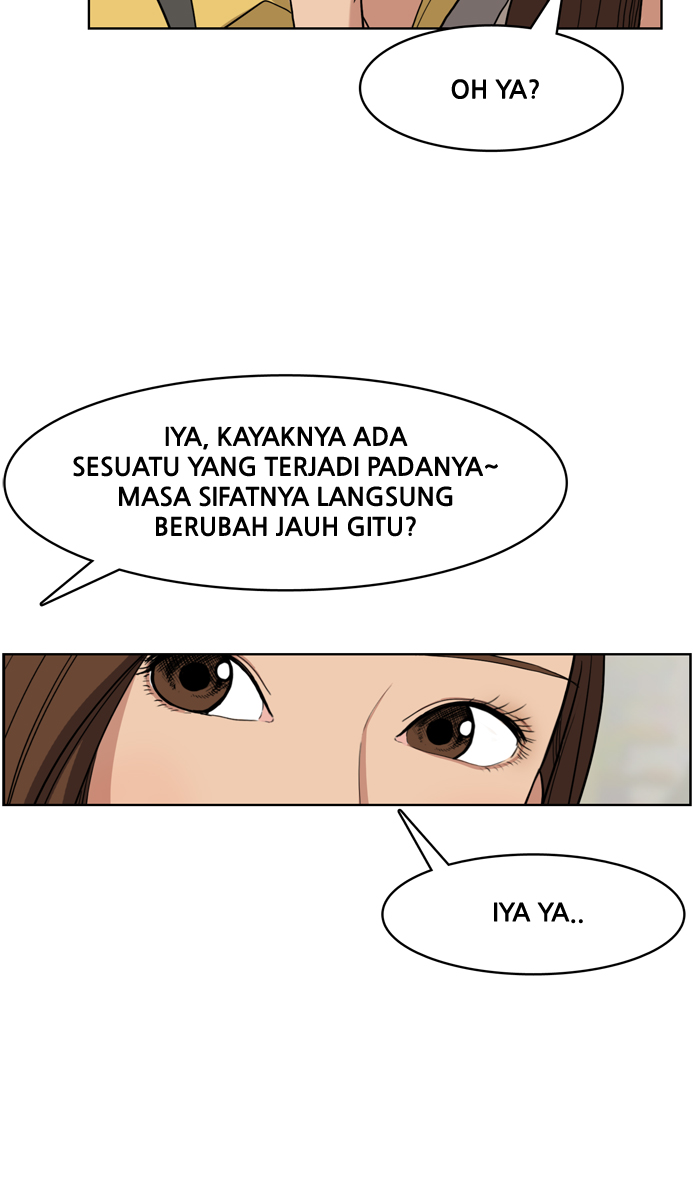 OH YA?
IYA, KAYAKNYA ADA
SESUATU YANG TERJADI PADANYA~
MASA SIFATNYA LANGSUNG
BERUBAH JAUH GITU?
IYA YA..